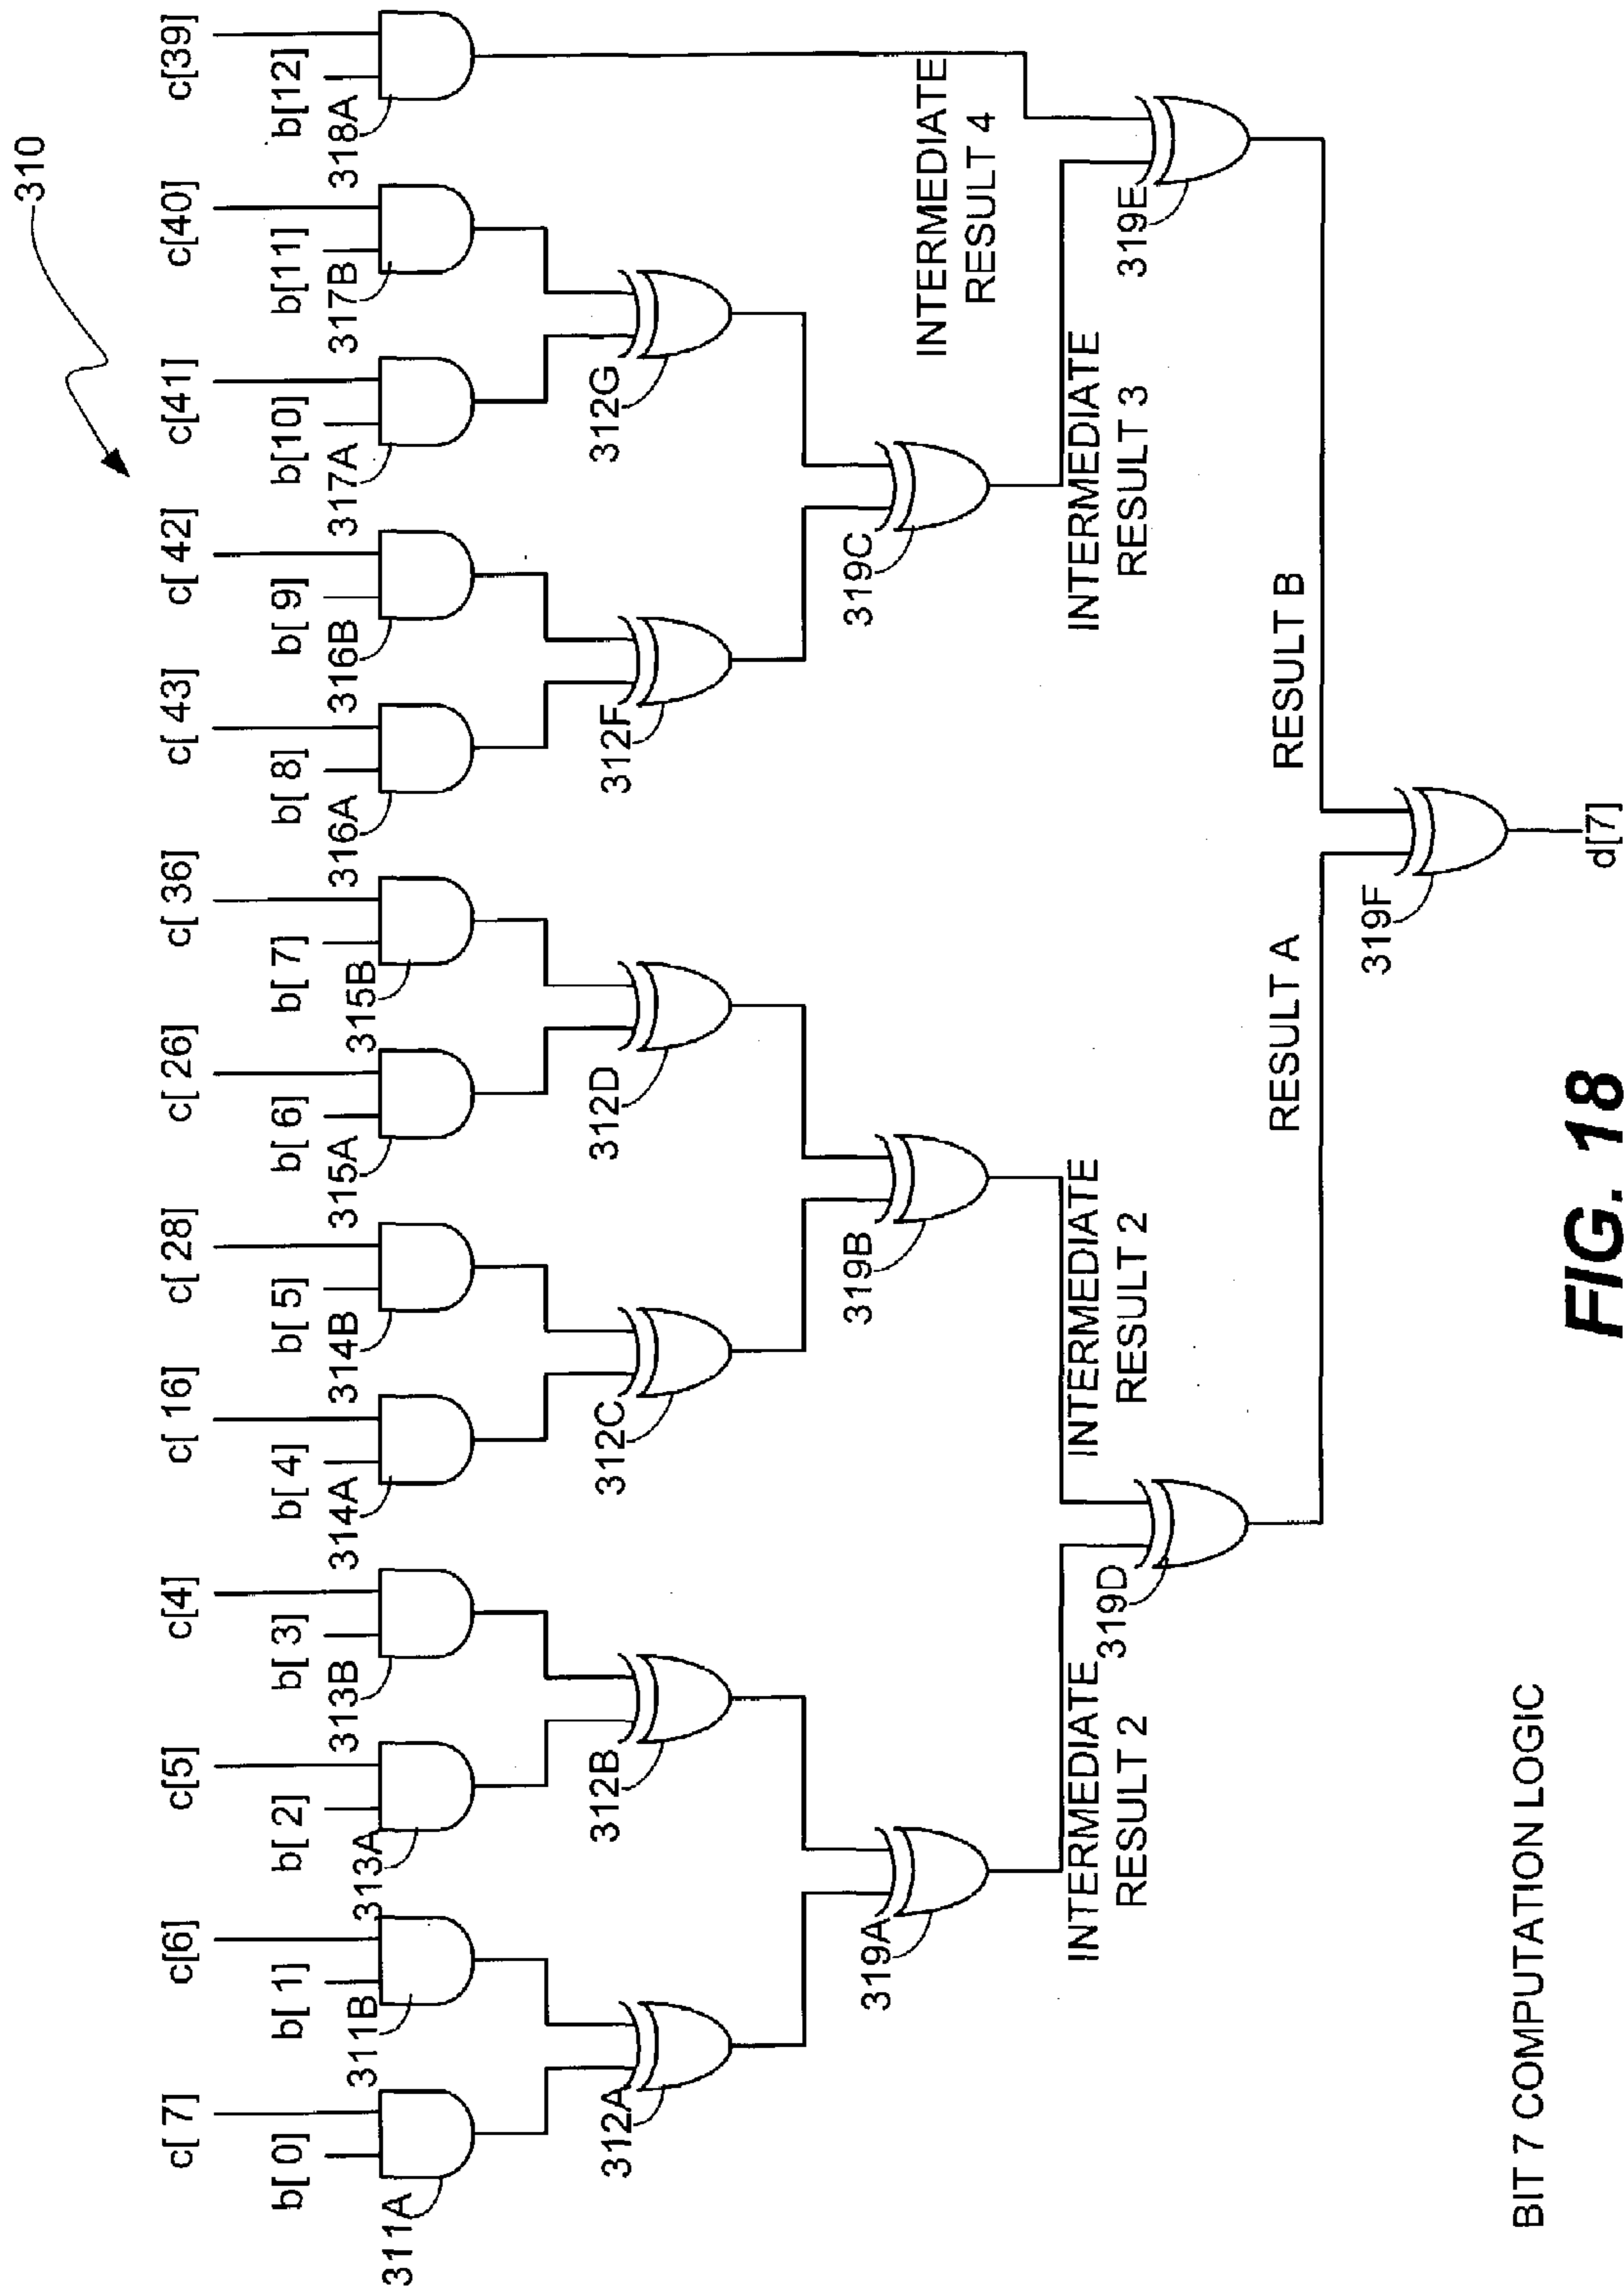 310
c[ 7]
c[6]
c[5]
c[4]
c[ 16]
c[ 28]
c[ 26]
c[ 36]
c[ 43]
c[ 42]
c[41]
c[40]
c[39]
b[ 0]
b[ 1]
b[ 2]
b[ 3]
b[ 4]
b[ 5]
b[ 6]
b[ 7]
b[ 8]
b[ 9]
b[10]
b[11]
b[12]
311A
311B
313A
313B
314A
314B
315A
315B
316A
316B
317A
317B
318A
312A
312B
312C
312D
312F
312G
319A
319B
319C
INTERMEDIATE
RESULT 4
INTERMEDIATE
RESULT 2
INTERMEDIATE
RESULT 2
INTERMEDIATE
RESULT 3
319D
319E
RESULT A
RESULT B
319F
d[7]
BIT 7 COMPUTATION LOGIC
FIG. 18